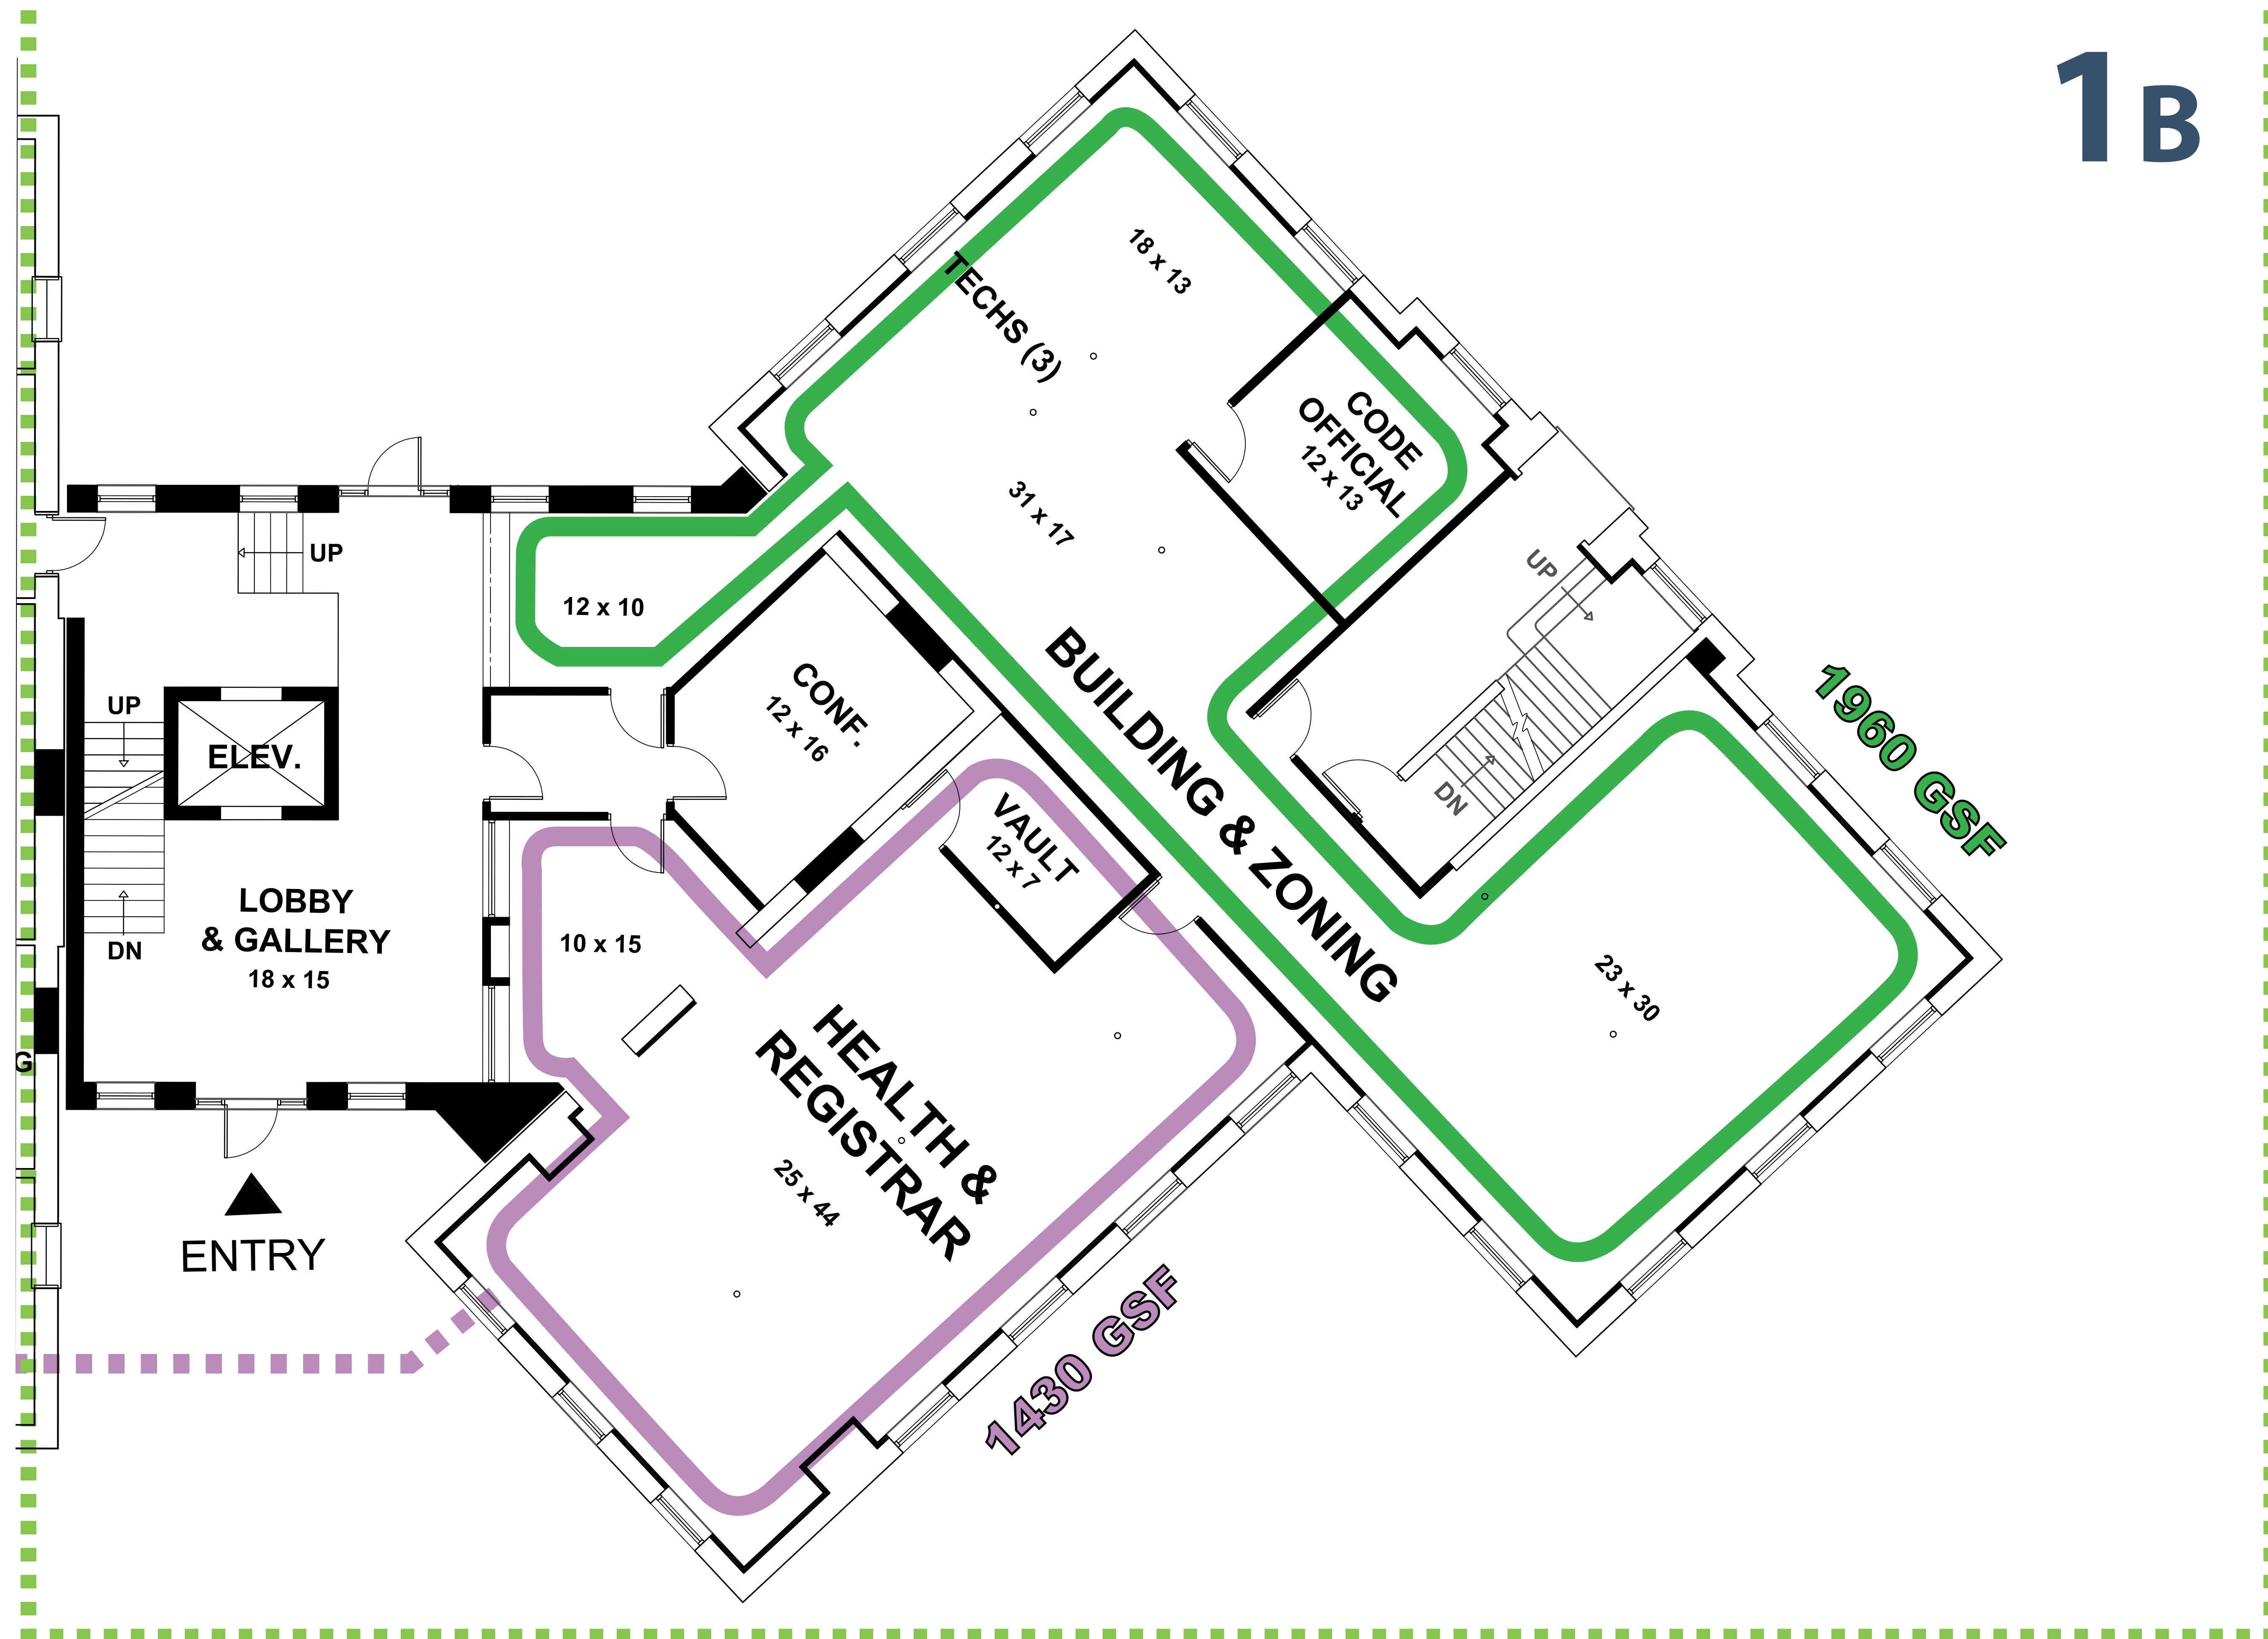 1B
18 x 13
TECHS (3)
CODE
OFFICIAL
12 x 13
31 x 17
UP
12 x 10
UP
CONF.
12 x 16
BUILDING & ZONING
1960 GSF
UP
ELEV.
DN
VAULT
12 x 7
LOBBY
& GALLERY
18 x 15
DN
10 x 15
23 x 30
G
HEALTH &
REGISTRAR
25 x 44
ENTRY
1430 GSF